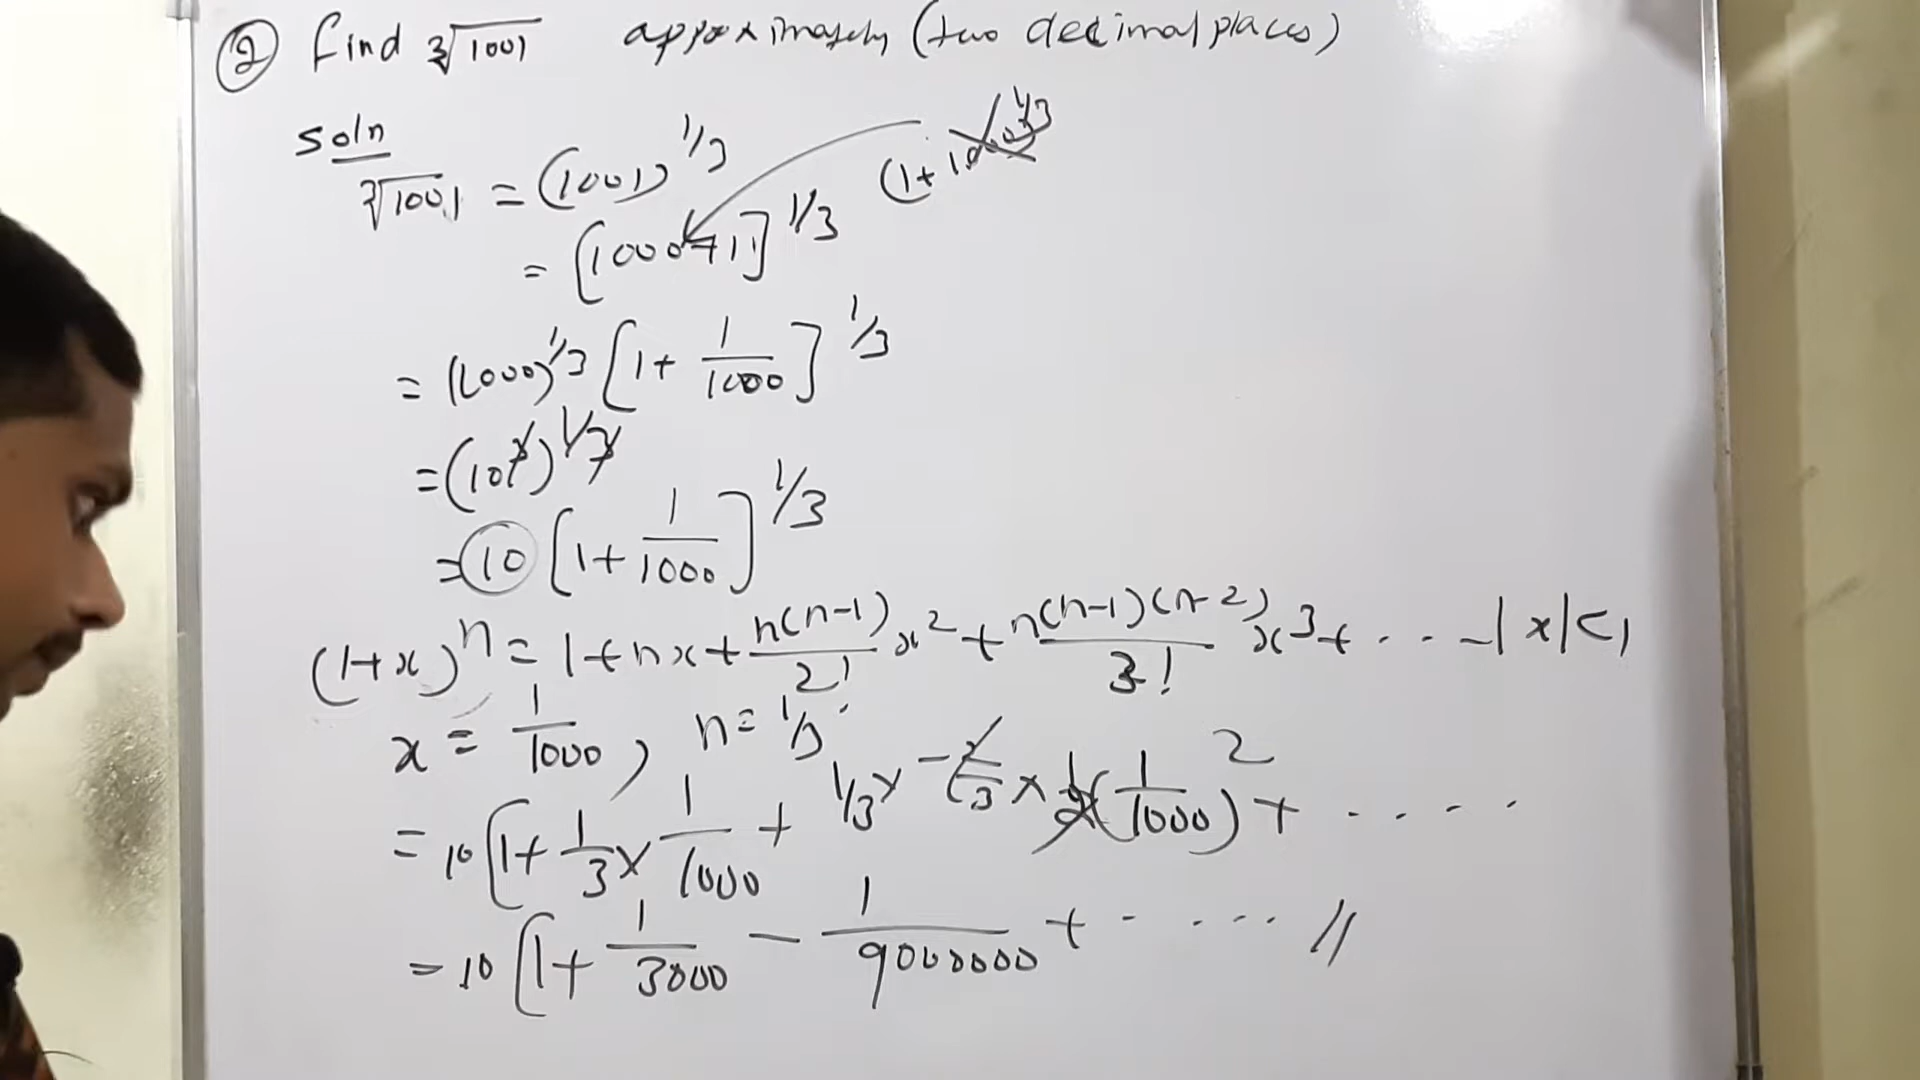 ② Find ∛1001 approximately (two decimal places)
Soln
∛1001 = (1001)^1/3
= [1000+1]^1/3
= (1000)^1/3 [1 + 1/1000]^1/3
= (10^3)^1/3
= 10 [1 + 1/1000]^1/3
(1+x)^n = 1 + nx + n(n-1)/2! x^2 + n(n-1)(n-2)/3! x^3 + .... |x|<1
x = 1/1000, n = 1/3
= 10 [1 + 1/3 × 1/1000 + 1/3 × -2/3 × 1/2 (1/1000)^2 + ....
= 10 [1 + 1/3000 - 1/9000000 + ..... //